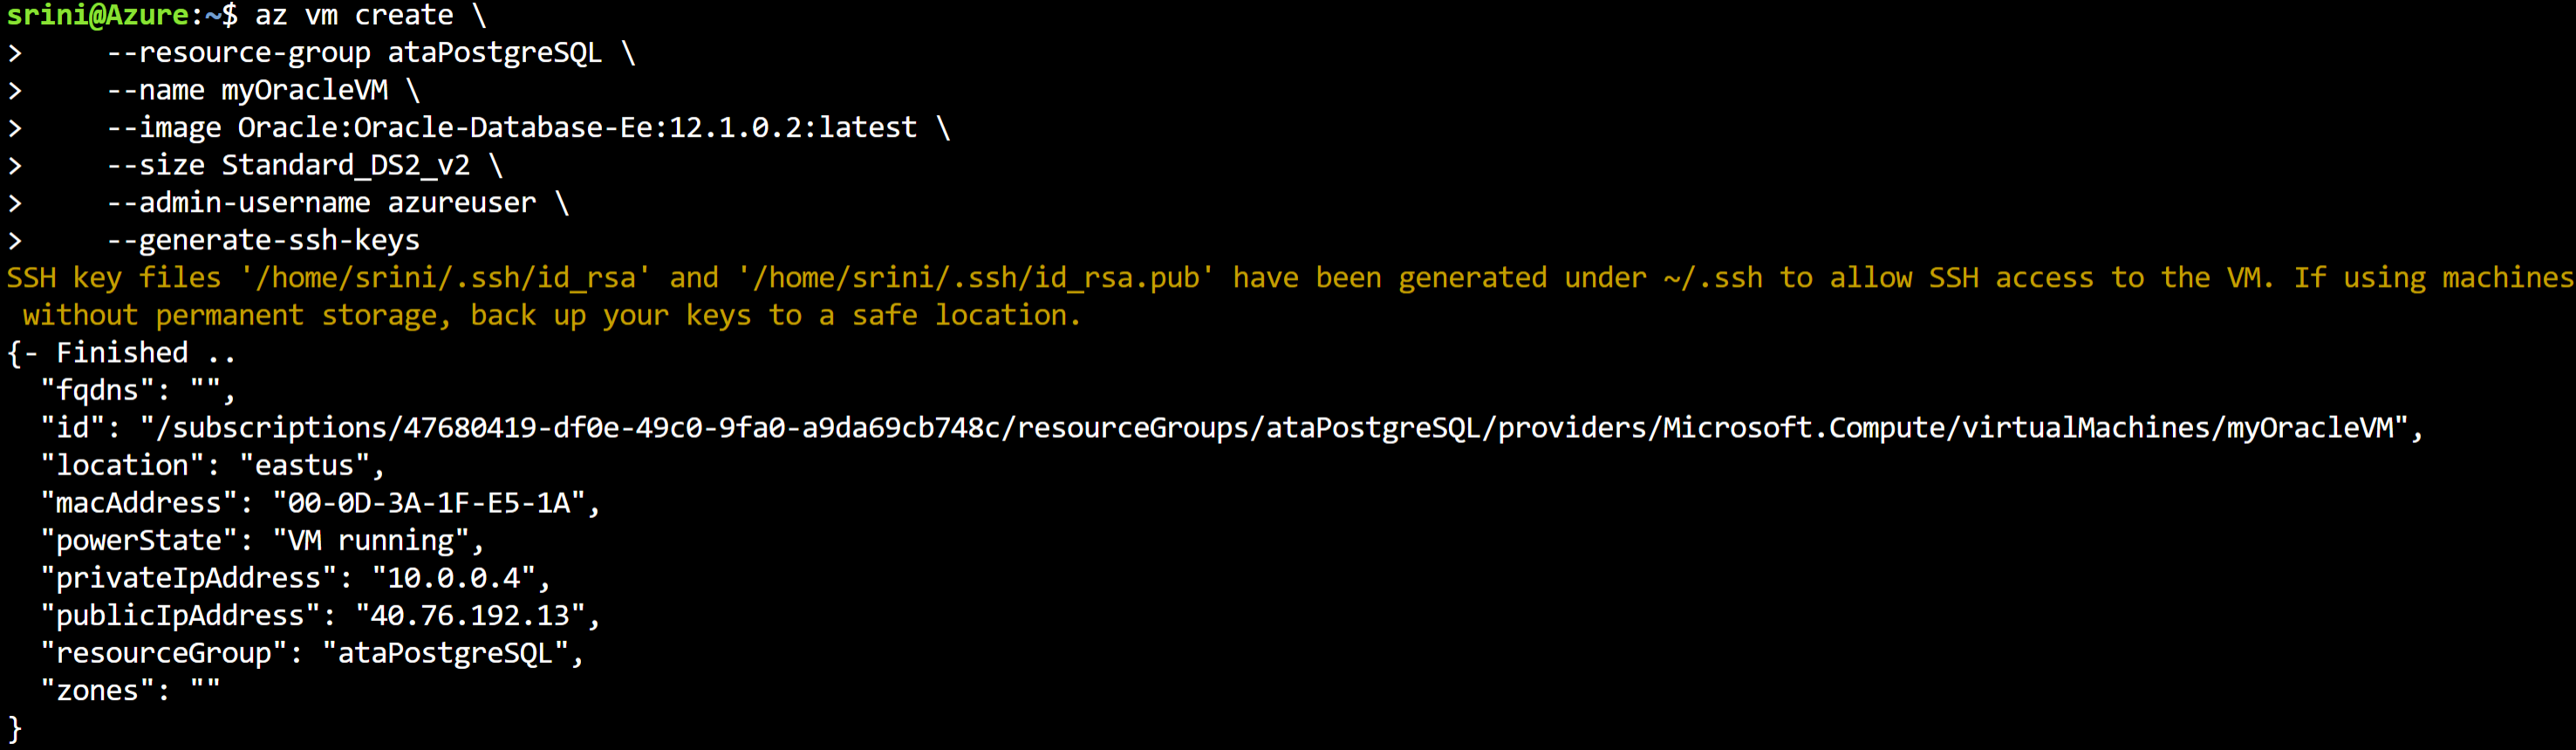 srini@Azure:~$ az vm create \
>     --resource-group ataPostgreSQL \
>     --name myOracleVM \
>     --image Oracle:Oracle-Database-Ee:12.1.0.2:latest \
>     --size Standard_DS2_v2 \
>     --admin-username azureuser \
>     --generate-ssh-keys
SSH key files '/home/srini/.ssh/id_rsa' and '/home/srini/.ssh/id_rsa.pub' have been generated under ~/.ssh to allow SSH access to the VM. If using machines
 without permanent storage, back up your keys to a safe location.
{- Finished ..
  "fqdns": "",
  "id": "/subscriptions/47680419-df0e-49c0-9fa0-a9da69cb748c/resourceGroups/ataPostgreSQL/providers/Microsoft.Compute/virtualMachines/myOracleVM",
  "location": "eastus",
  "macAddress": "00-0D-3A-1F-E5-1A",
  "powerState": "VM running",
  "privateIpAddress": "10.0.0.4",
  "publicIpAddress": "40.76.192.13",
  "resourceGroup": "ataPostgreSQL",
  "zones": ""
}